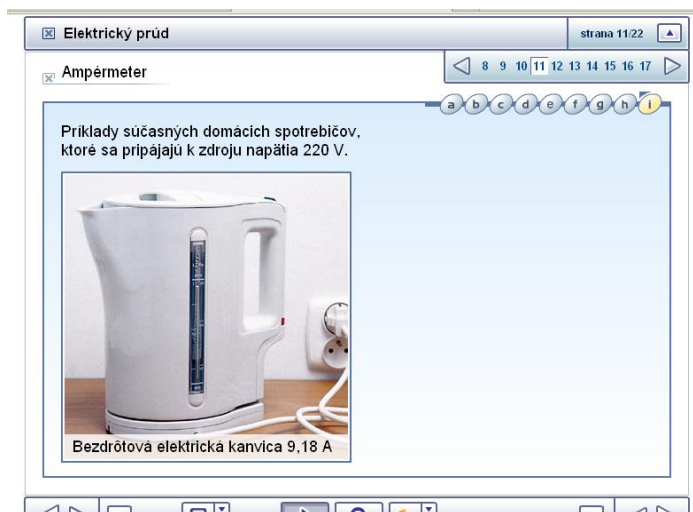 Elektrický prúd
strana 11/22
Ampérmeter
8 9 10 11 12 13 14 15 16 17
a b c d e f g h i
Príklady súčasných domácich spotrebičov,
ktoré sa pripájajú k zdroju napätia 220 V.
Bezdrôtová elektrická kanvica 9,18 A